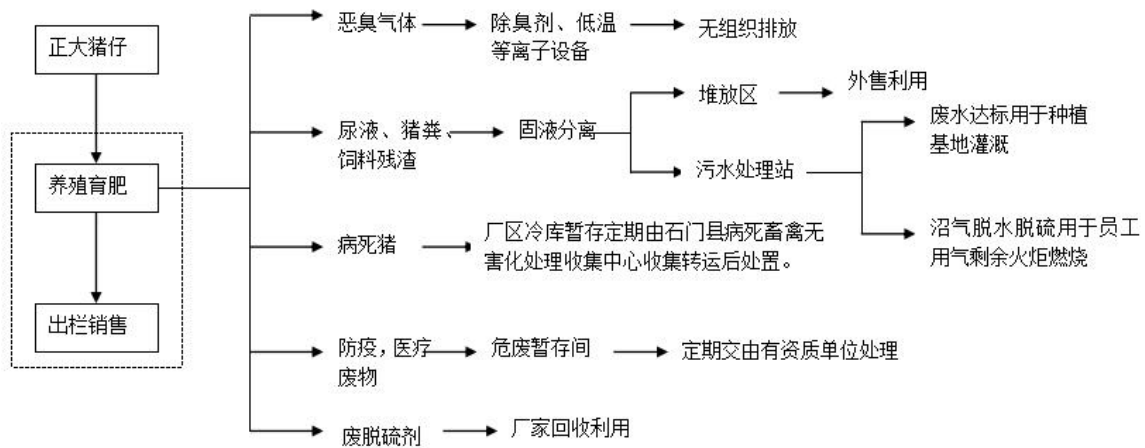 正大猪仔
养殖育肥
出栏销售
恶臭气体
除臭剂、低温
等离子设备
无组织排放
尿液、猪粪、
饲料残渣
固液分离
堆放区
外售利用
污水处理站
废水达标用于种植
基地灌溉
沼气脱水脱硫用于员工
用气剩余火炬燃烧
病死猪
厂区冷库暂存定期由石门县病死畜禽无
害化处理收集中心收集转运后处置。
防疫，医疗
废物
危废暂存间
定期交由有资质单位处理
废脱硫剂
厂家回收利用